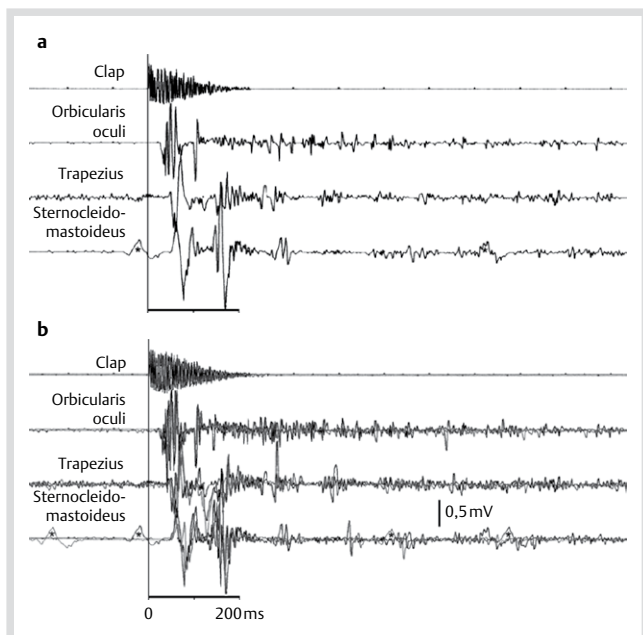 a
Clap
Orbicularis
oculi
Trapezius
Sternocleido-
mastoideus
b
Clap
Orbicularis
oculi
Trapezius
Sternocleido-
mastoideus
0,5 mV
0
200 ms